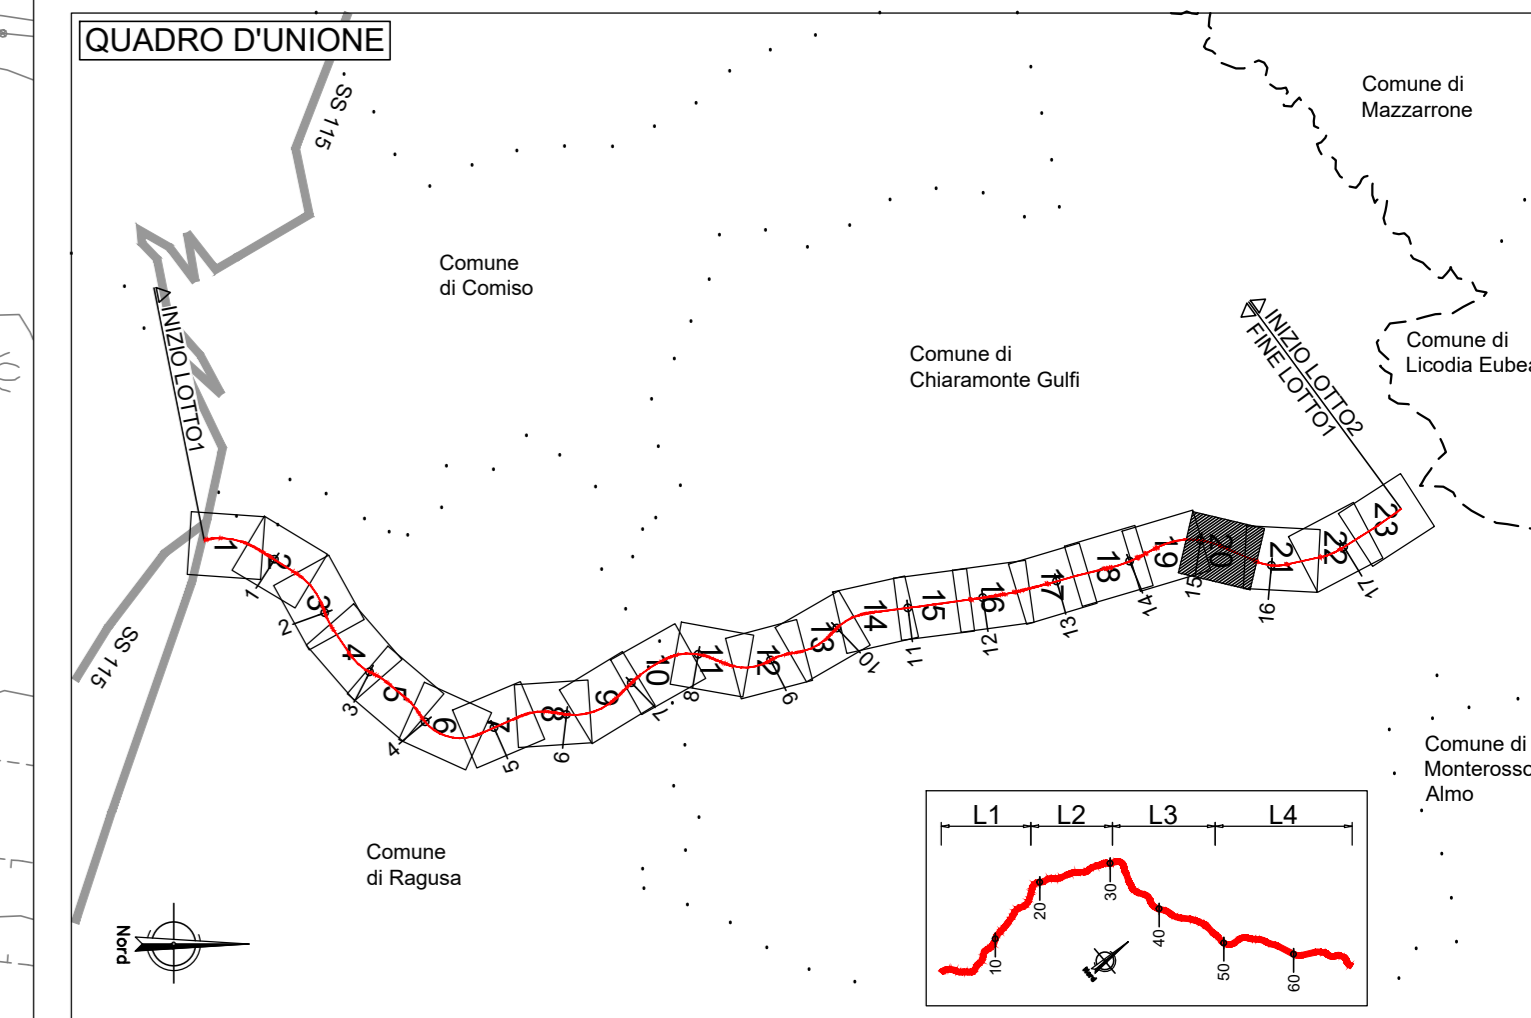 QUADRO D'UNIONE
SS 115
Comune di
Mazzarrone
Comune
di Comiso
INIZIO LOTTO1
INIZIO LOTTO2
FINE LOTTO1
Comune di
Licodia Eubea
Comune di
Chiaramonte Gulfi
SS 115
1
2
3
4
5
6
7
8
9
10
11
12
13
14
15
16
17
18
19
20
21
22
23
1
2
3
4
5
6
7
8
9
10
11
12
13
14
15
16
17
Comune di
Monterosso
Almo
Comune
di Ragusa
Nord
L1 L2 L3 L4
10
20
30
40
50
60
Nord